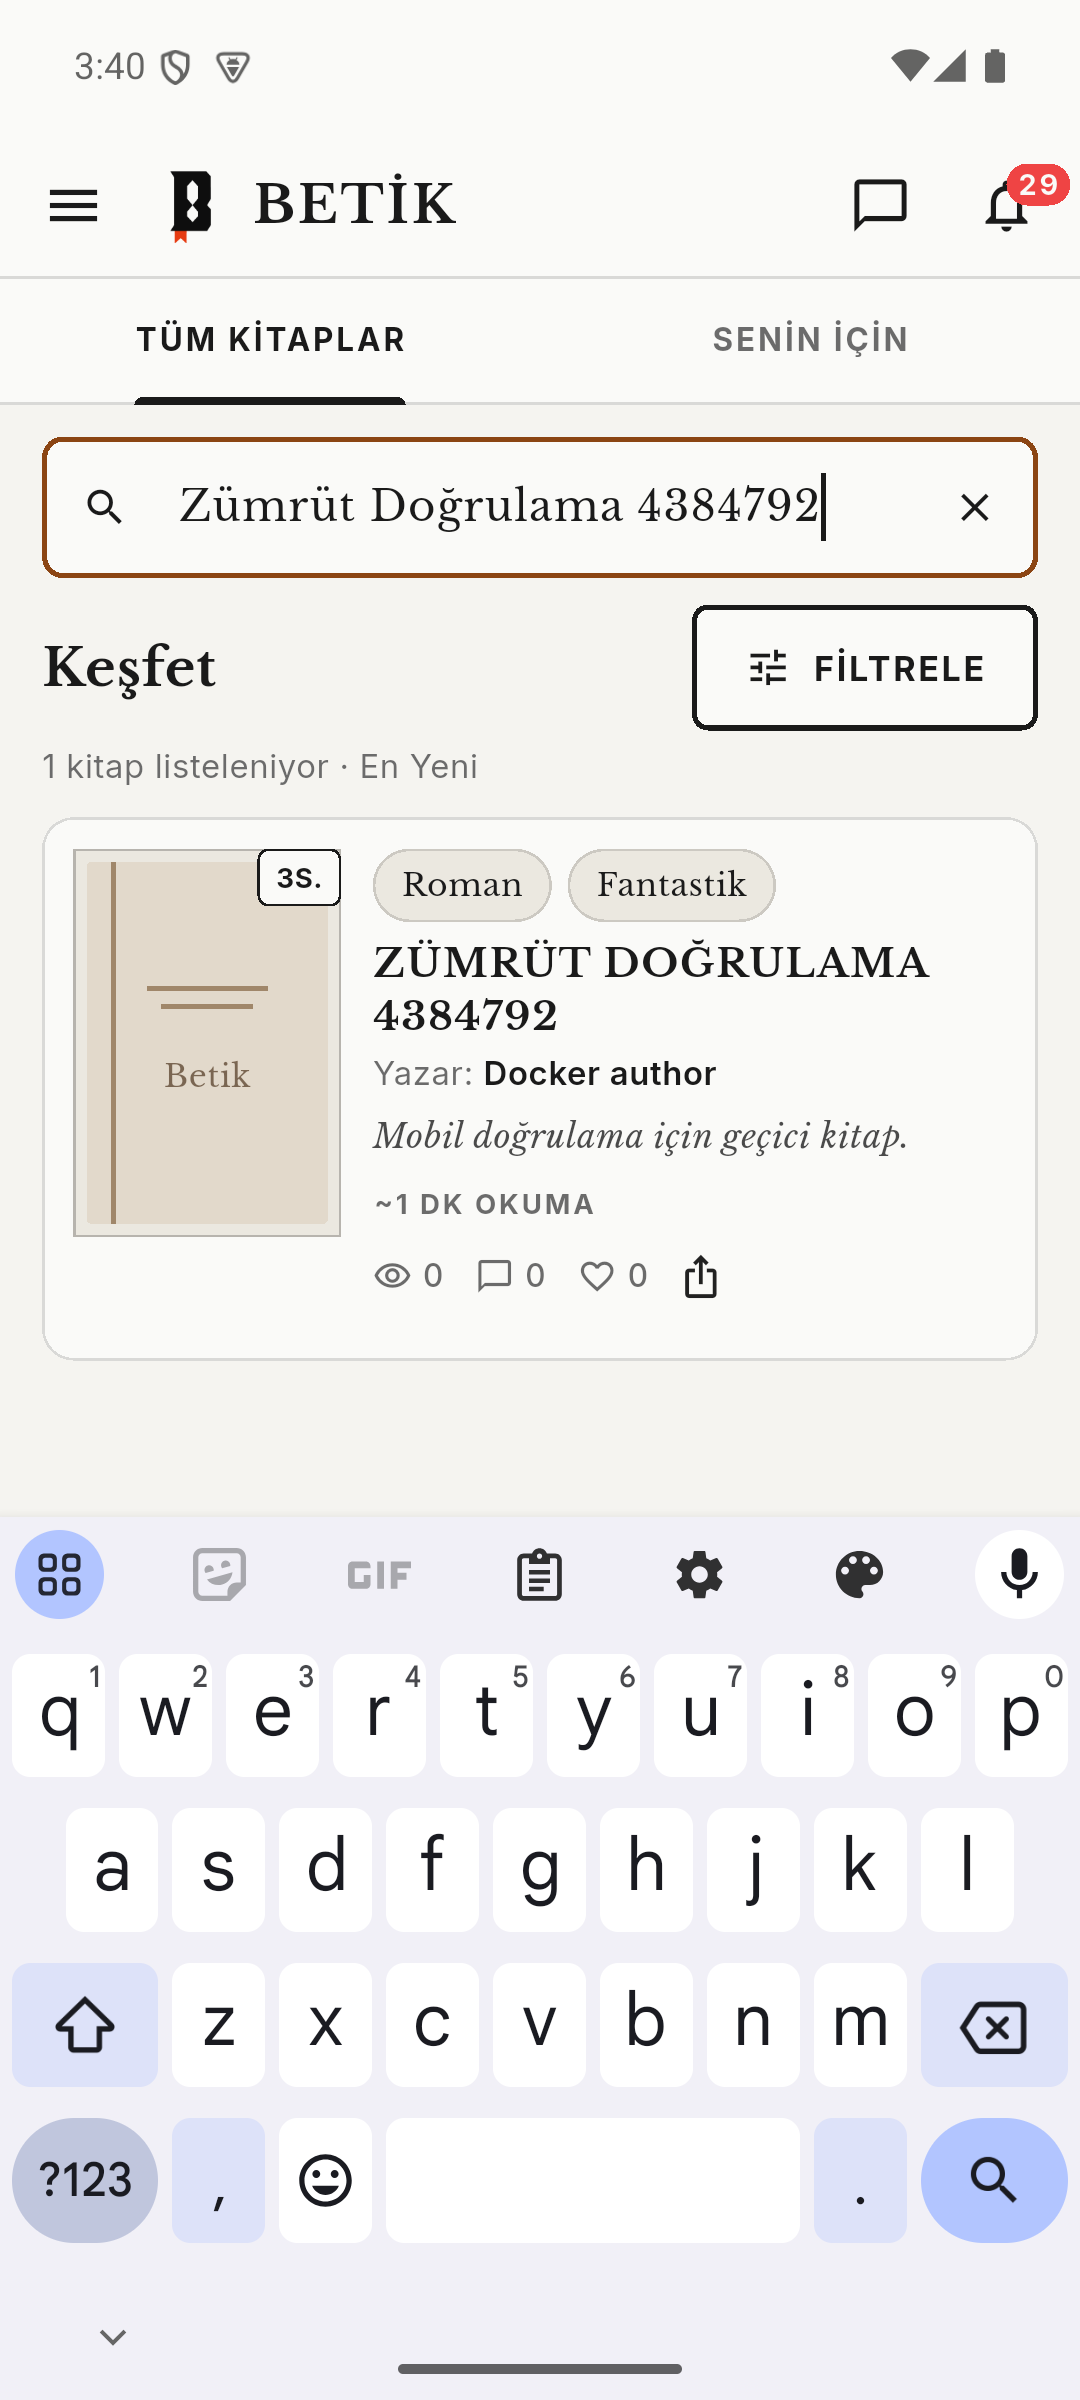 3:40
BETİK
29
TÜM KİTAPLAR
SENİN İÇİN
Zümrüt Doğrulama 4384792
Keşfet
FİLTRELE
1 kitap listeleniyor · En Yeni
3S.
Betik
Roman
Fantastik
ZÜMRÜT DOĞRULAMA
4384792
Yazar: Docker author
Mobil doğrulama için geçici kitap.
~1 DK OKUMA
0 0 0
GIF
q1 w2 e3 r4 t5 y6 u7 i8 o9 p0
a s d f g h j k l
z x c v b n m
?123 , .